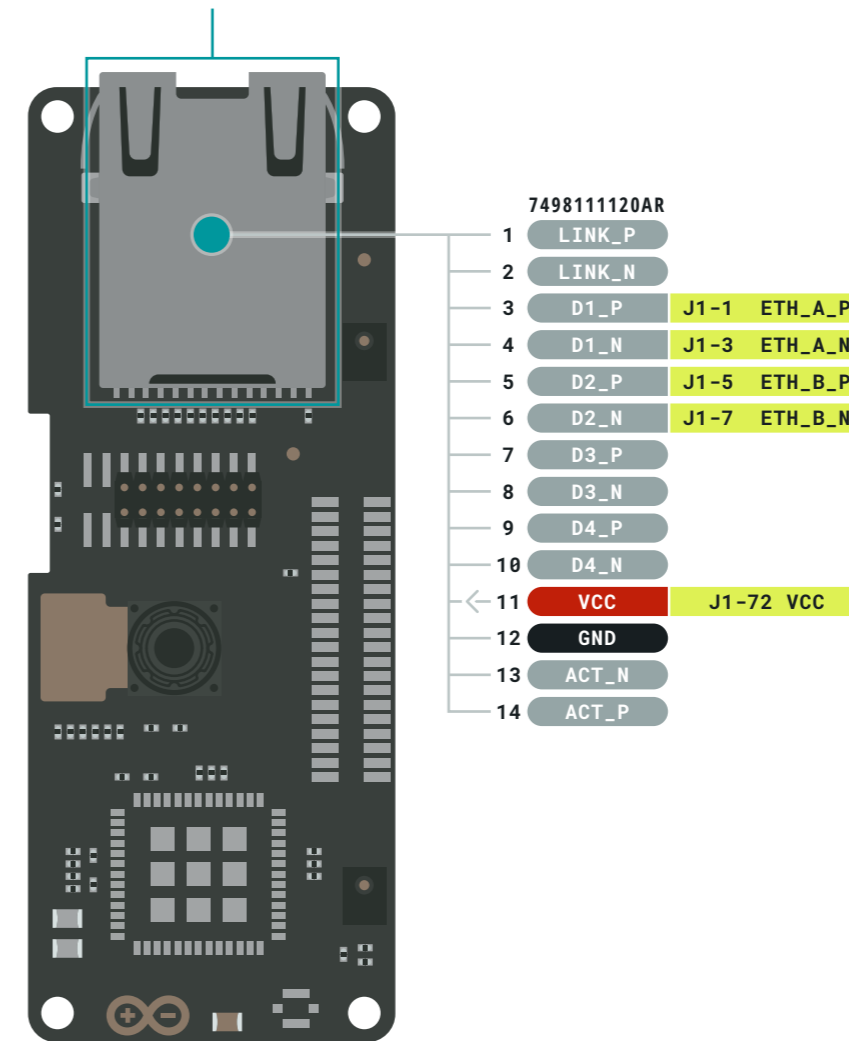 7498111120AR
1 LINK_P
2 LINK_N
3 D1_P J1-1 ETH_A_P
4 D1_N J1-3 ETH_A_N
5 D2_P J1-5 ETH_B_P
6 D2_N J1-7 ETH_B_N
7 D3_P
8 D3_N
9 D4_P
10 D4_N
11 VCC J1-72 VCC
12 GND
13 ACT_N
14 ACT_P